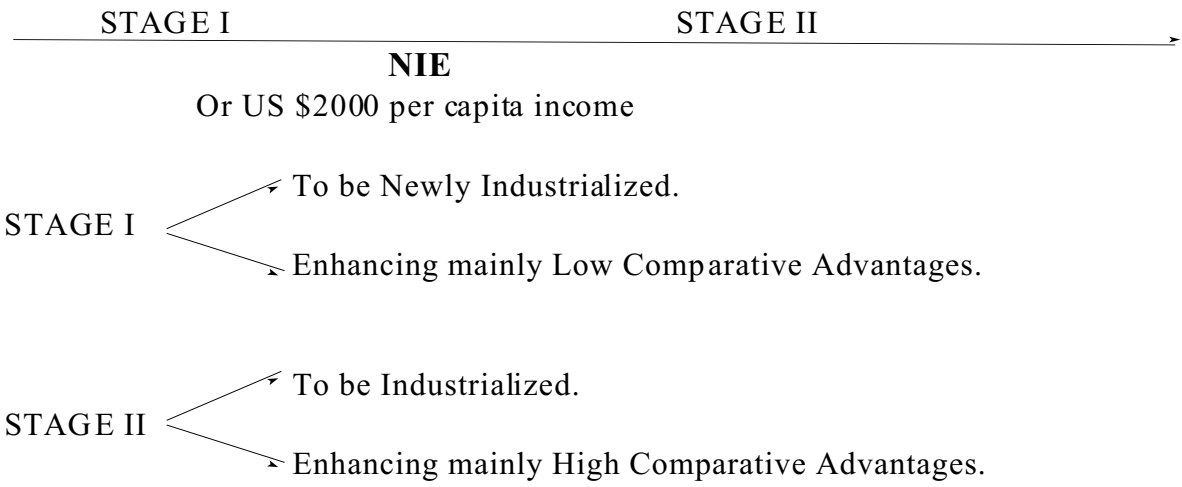 STAGE I STAGE II
NIE
Or US $2000 per capita income
To be Newly Industrialized.
STAGE I
Enhancing mainly Low Comparative Advantages.
To be Industrialized.
STAGE II
Enhancing mainly High Comparative Advantages.